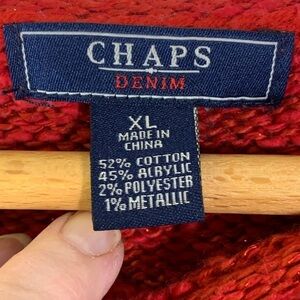 CHAPS
DENIM
XL
MADE IN
CHINA
52% COTTON
45% ACRYLIC
2% POLYESTER
1% METALLIC